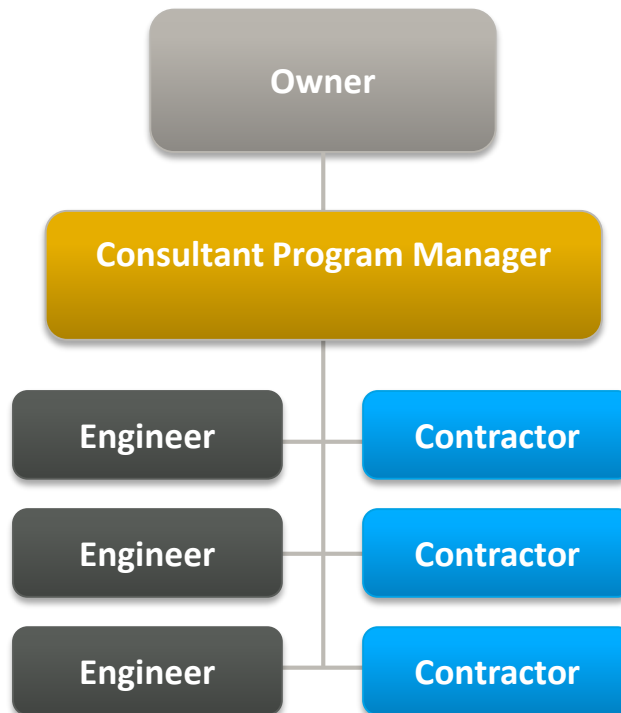 Owner
Consultant Program Manager
Engineer
Contractor
Engineer
Contractor
Engineer
Contractor